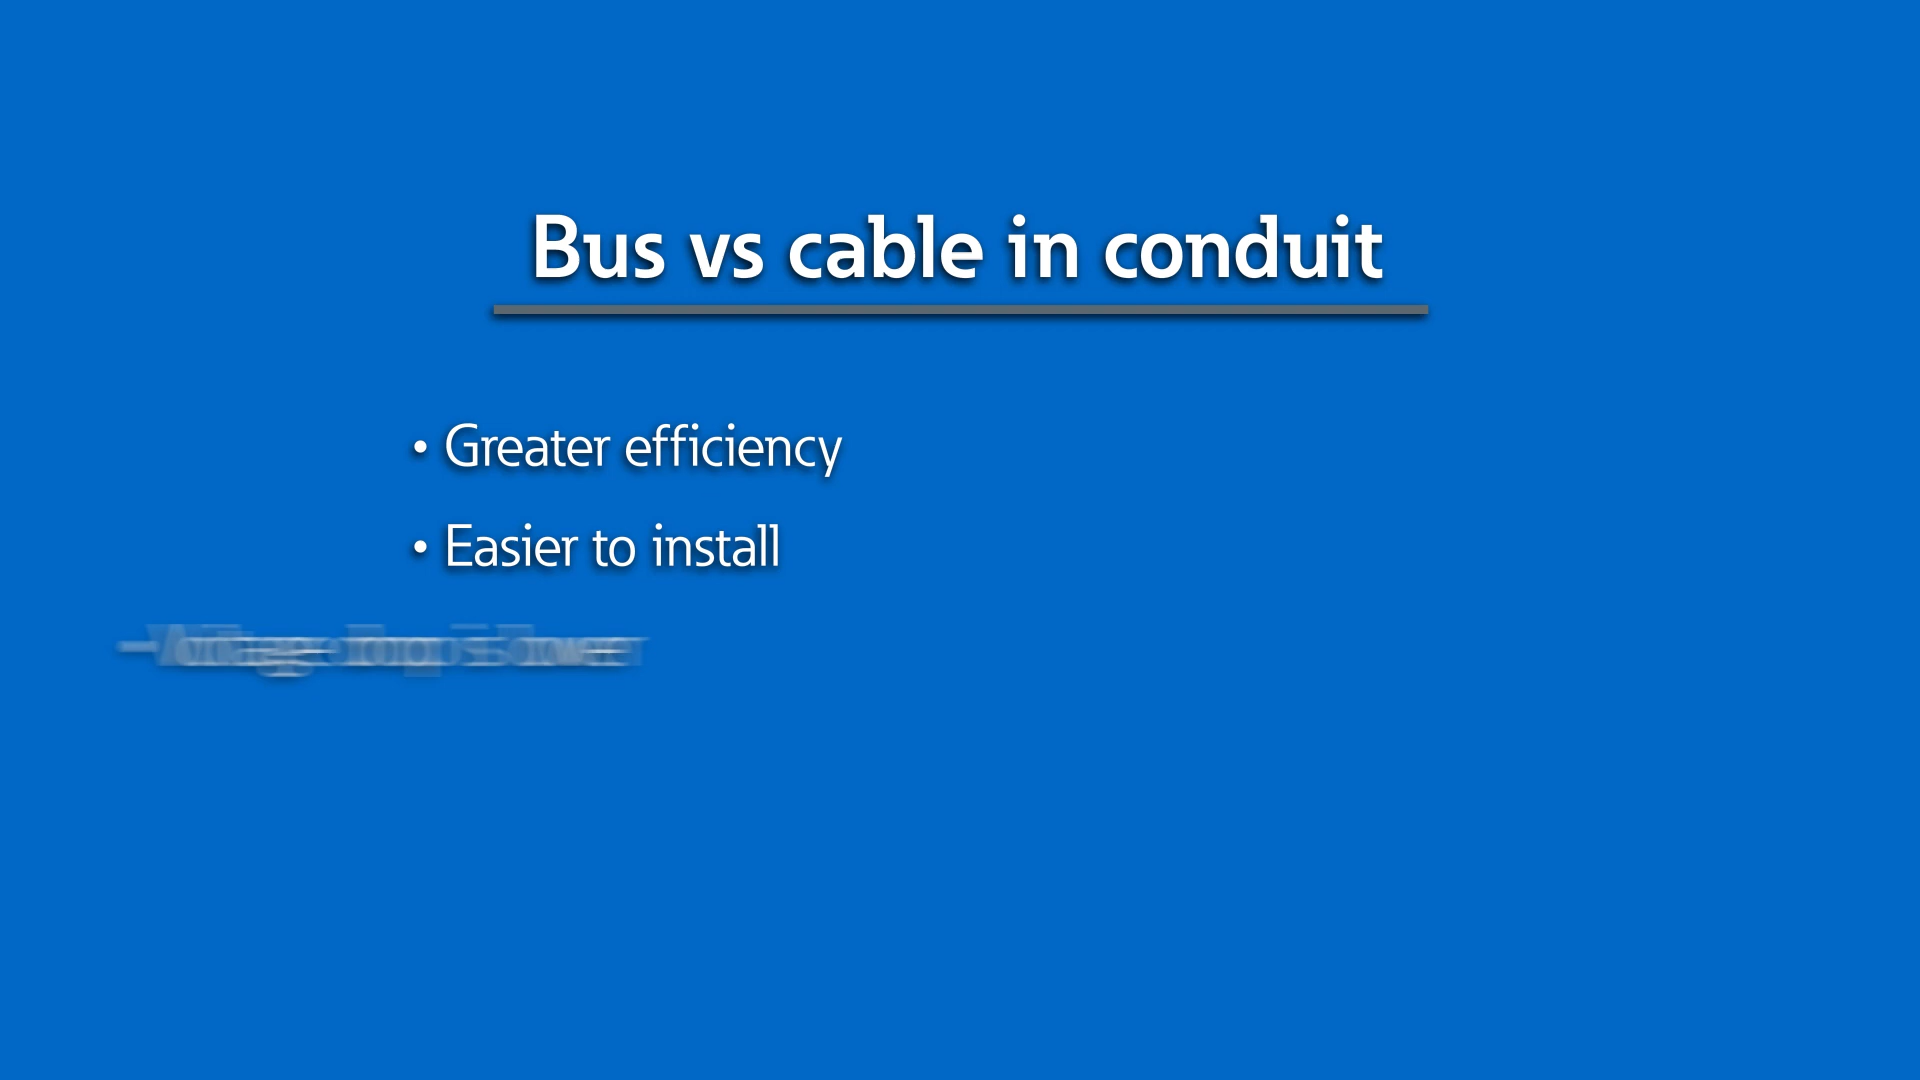 Bus vs cable in conduit
• Greater efficiency
• Easier to install